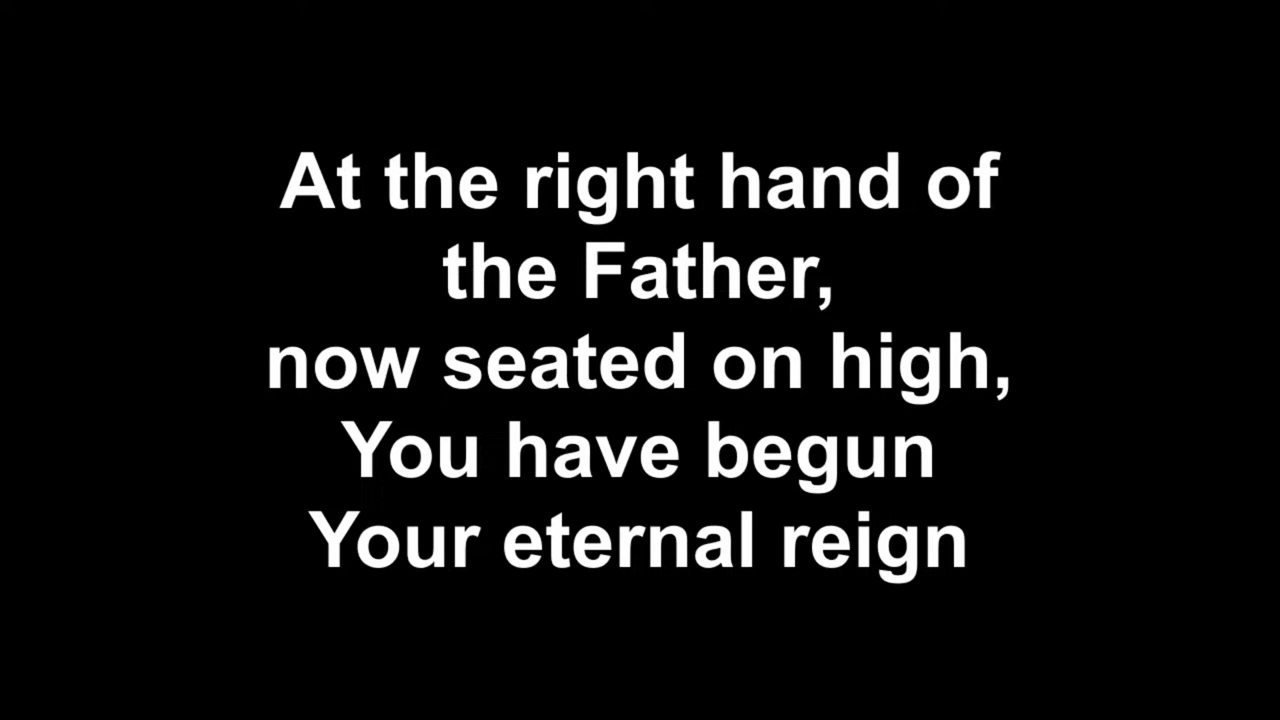 At the right hand of
the Father,
now seated on high,
You have begun
Your eternal reign